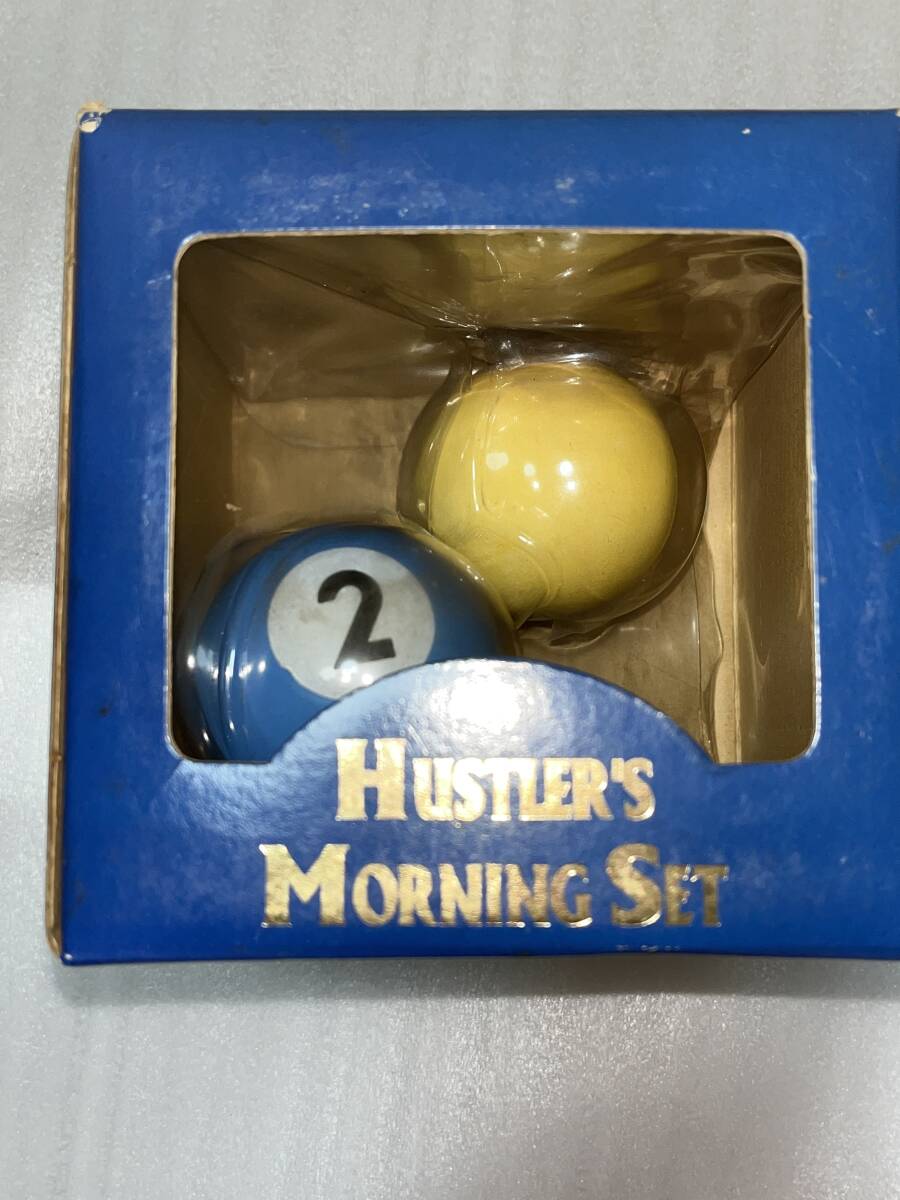 2
HUSTLER'S
MORNING SET